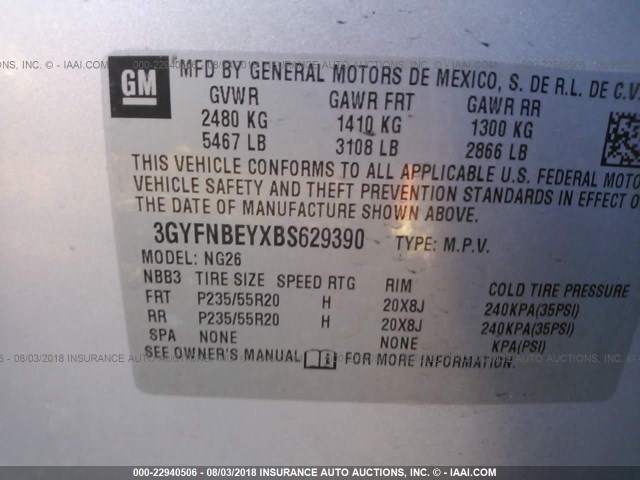 GM
MFD BY GENERAL MOTORS DE MEXICO, S. DE R.L. DE C.V.
GVWR GAWR FRT GAWR RR
2480 KG 1410 KG 1300 KG
5467 LB 3108 LB 2866 LB
THIS VEHICLE CONFORMS TO ALL APPLICABLE U.S. FEDERAL MOTO
VEHICLE SAFETY AND THEFT PREVENTION STANDARDS IN EFFECT O
THE DATE OF MANUFACTURE SHOWN ABOVE.
3GYFNBEYXBS629390 TYPE: M.P.V.
MODEL: NG26
NBB3 TIRE SIZE SPEED RTG RIM COLD TIRE PRESSURE
FRT P235/55R20 H 20X8J 240KPA(35PSI)
RR P235/55R20 H 20X8J 240KPA(35PSI)
SPA NONE NONE KPA(PSI)
SEE OWNER'S MANUAL FOR MORE INFORMATION.
000-22940506 - 08/03/2018 INSURANCE AUTO AUCTIONS, INC. - © - IAAI.COM